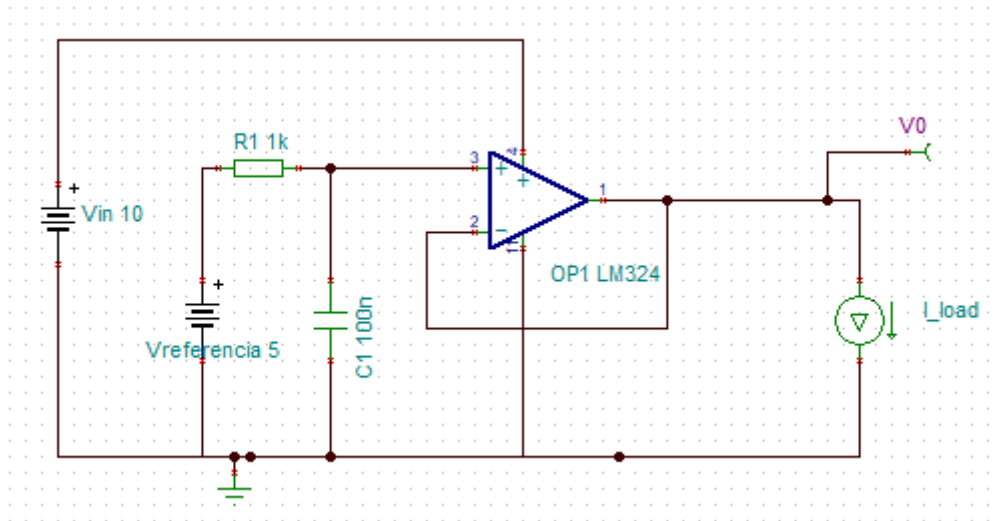 V0
R1 1k
3
4
+
+
+
1
Vin 10
2
−
11
OP1 LM324
+
I_load
C1 100n
Vreferencia 5